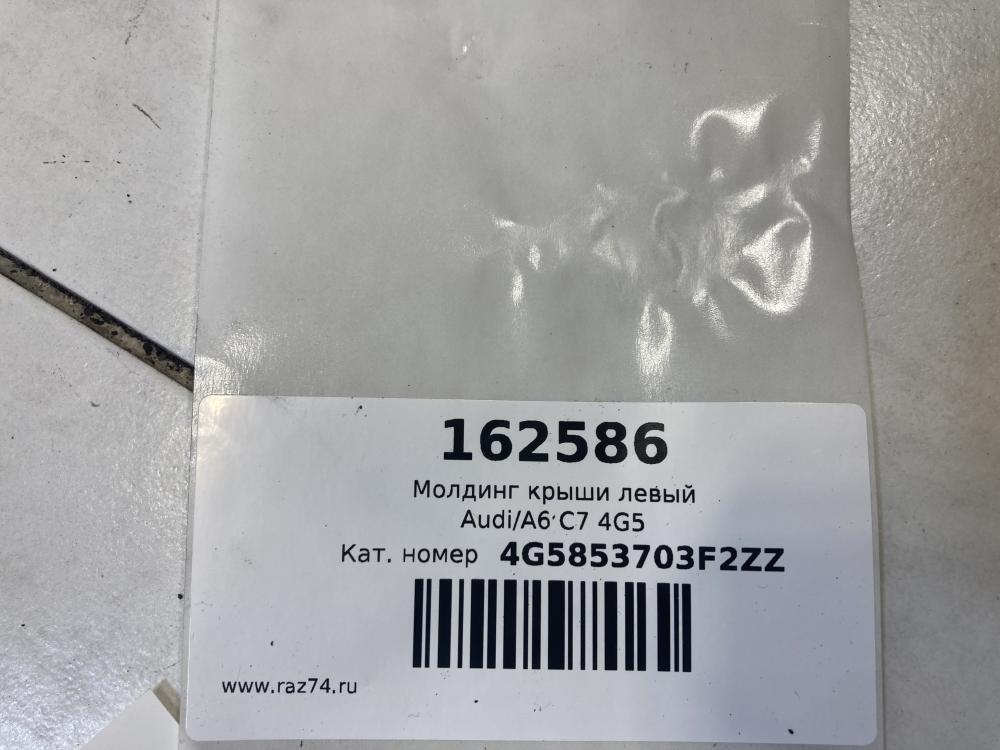 162586
Молдинг крыши левый
Audi/A6 C7 4G5
Кат. номер 4G5853703F2ZZ
www.raz74.ru